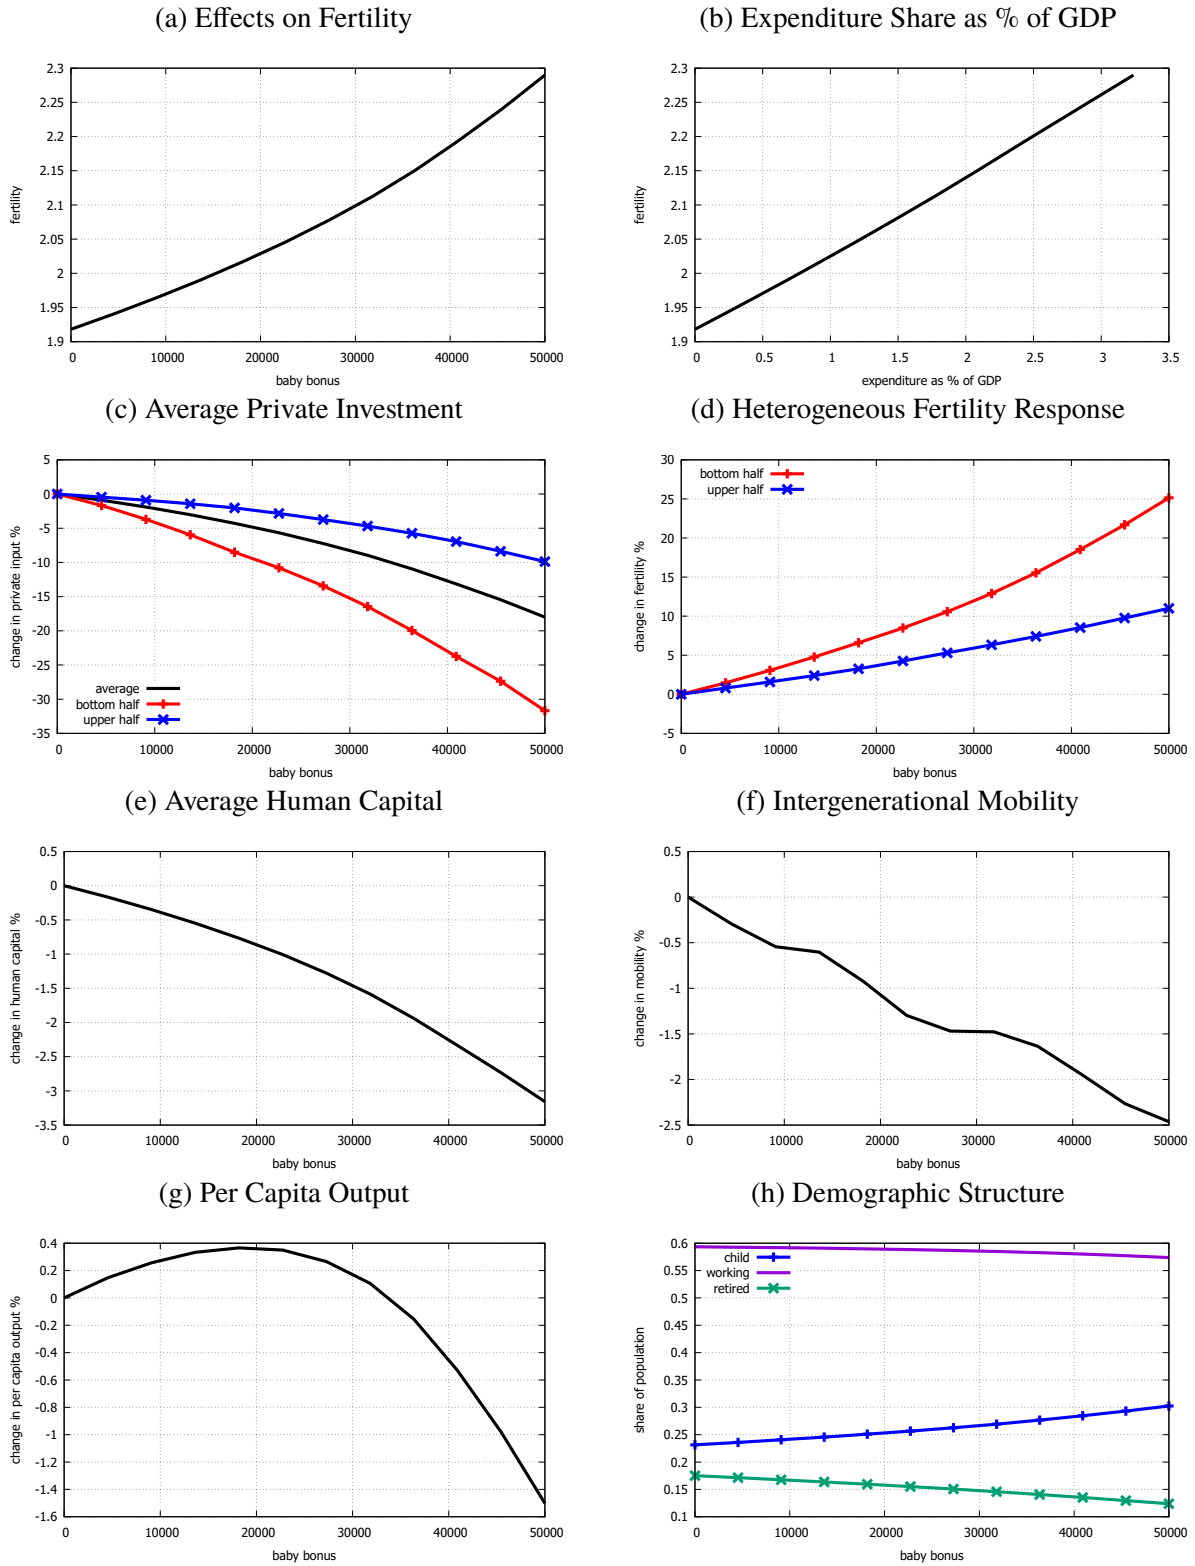 (a) Effects on Fertility
2.3
2.25
2.2
2.15
2.1
2.05
2
1.95
1.9
fertility
0 10000 20000 30000 40000 50000
baby bonus
(b) Expenditure Share as % of GDP
2.3
2.25
2.2
2.15
2.1
2.05
2
1.95
1.9
fertility
0 0.5 1 1.5 2 2.5 3 3.5
expenditure as % of GDP
(c) Average Private Investment
5
0
-5
-10
-15
-20
-25
-30
-35
change in private input %
average
bottom half
upper half
0 10000 20000 30000 40000 50000
baby bonus
(d) Heterogeneous Fertility Response
30
25
20
15
10
5
0
-5
change in fertility %
bottom half
upper half
0 10000 20000 30000 40000 50000
baby bonus
(e) Average Human Capital
0.5
0
-0.5
-1
-1.5
-2
-2.5
-3
-3.5
change in human capital %
0 10000 20000 30000 40000 50000
baby bonus
(f) Intergenerational Mobility
0.5
0
-0.5
-1
-1.5
-2
-2.5
change in mobility %
0 10000 20000 30000 40000 50000
baby bonus
(g) Per Capita Output
0.4
0.2
0
-0.2
-0.4
-0.6
-0.8
-1
-1.2
-1.4
-1.6
change in per capita output %
0 10000 20000 30000 40000 50000
baby bonus
(h) Demographic Structure
0.6
0.55
0.5
0.45
0.4
0.35
0.3
0.25
0.2
0.15
0.1
share of population
child
working
retired
0 10000 20000 30000 40000 50000
baby bonus